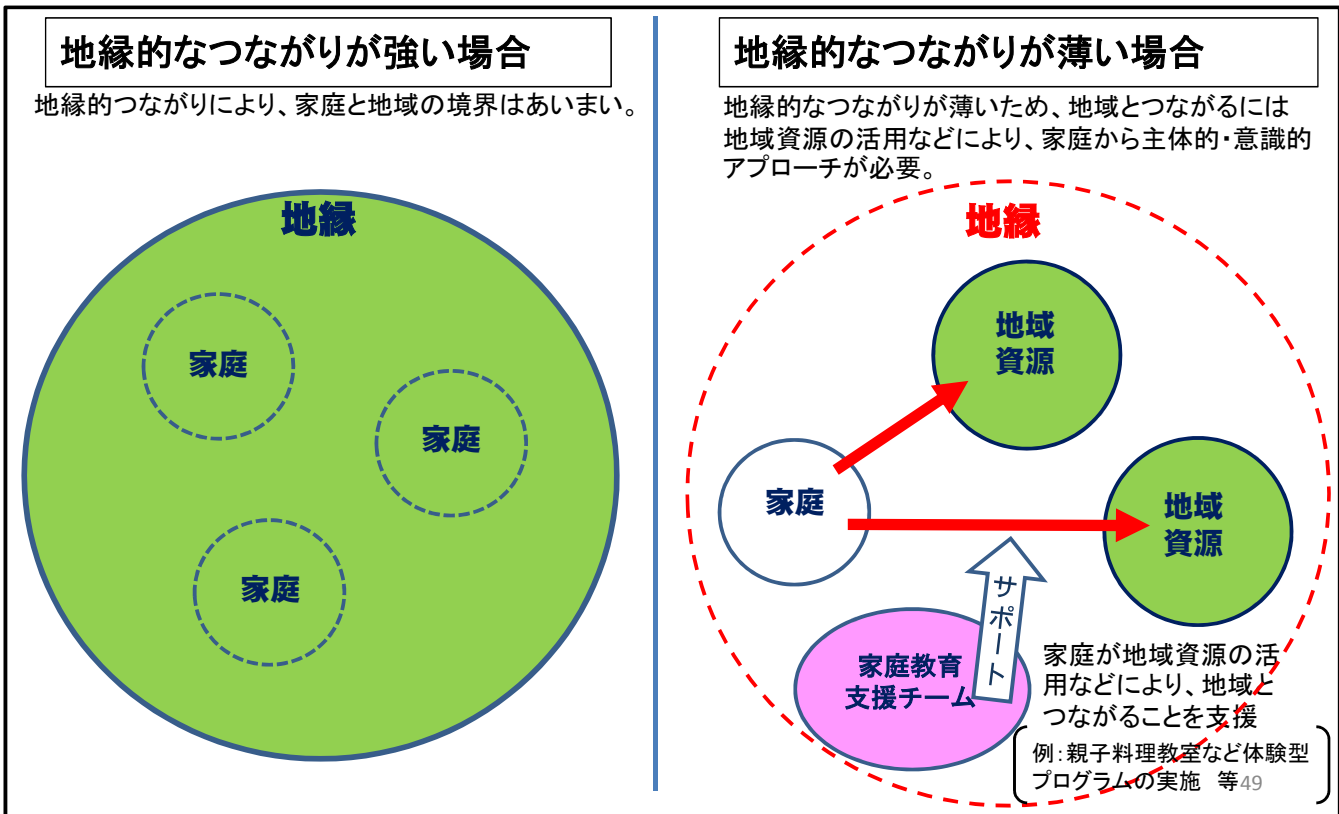 地縁的なつながりが強い場合
地縁的つながりにより、家庭と地域の境界はあいまい。
地縁
家庭
家庭
家庭
地縁的なつながりが薄い場合
地縁的なつながりが薄いため、地域とつながるには
地域資源の活用などにより、家庭から主体的・意識的
アプローチが必要。
地縁
地域
資源
家庭
地域
資源
サポート
家庭教育
支援チーム
家庭が地域資源の活
用などにより、地域と
つながることを支援
例:親子料理教室など体験型
プログラムの実施 等49